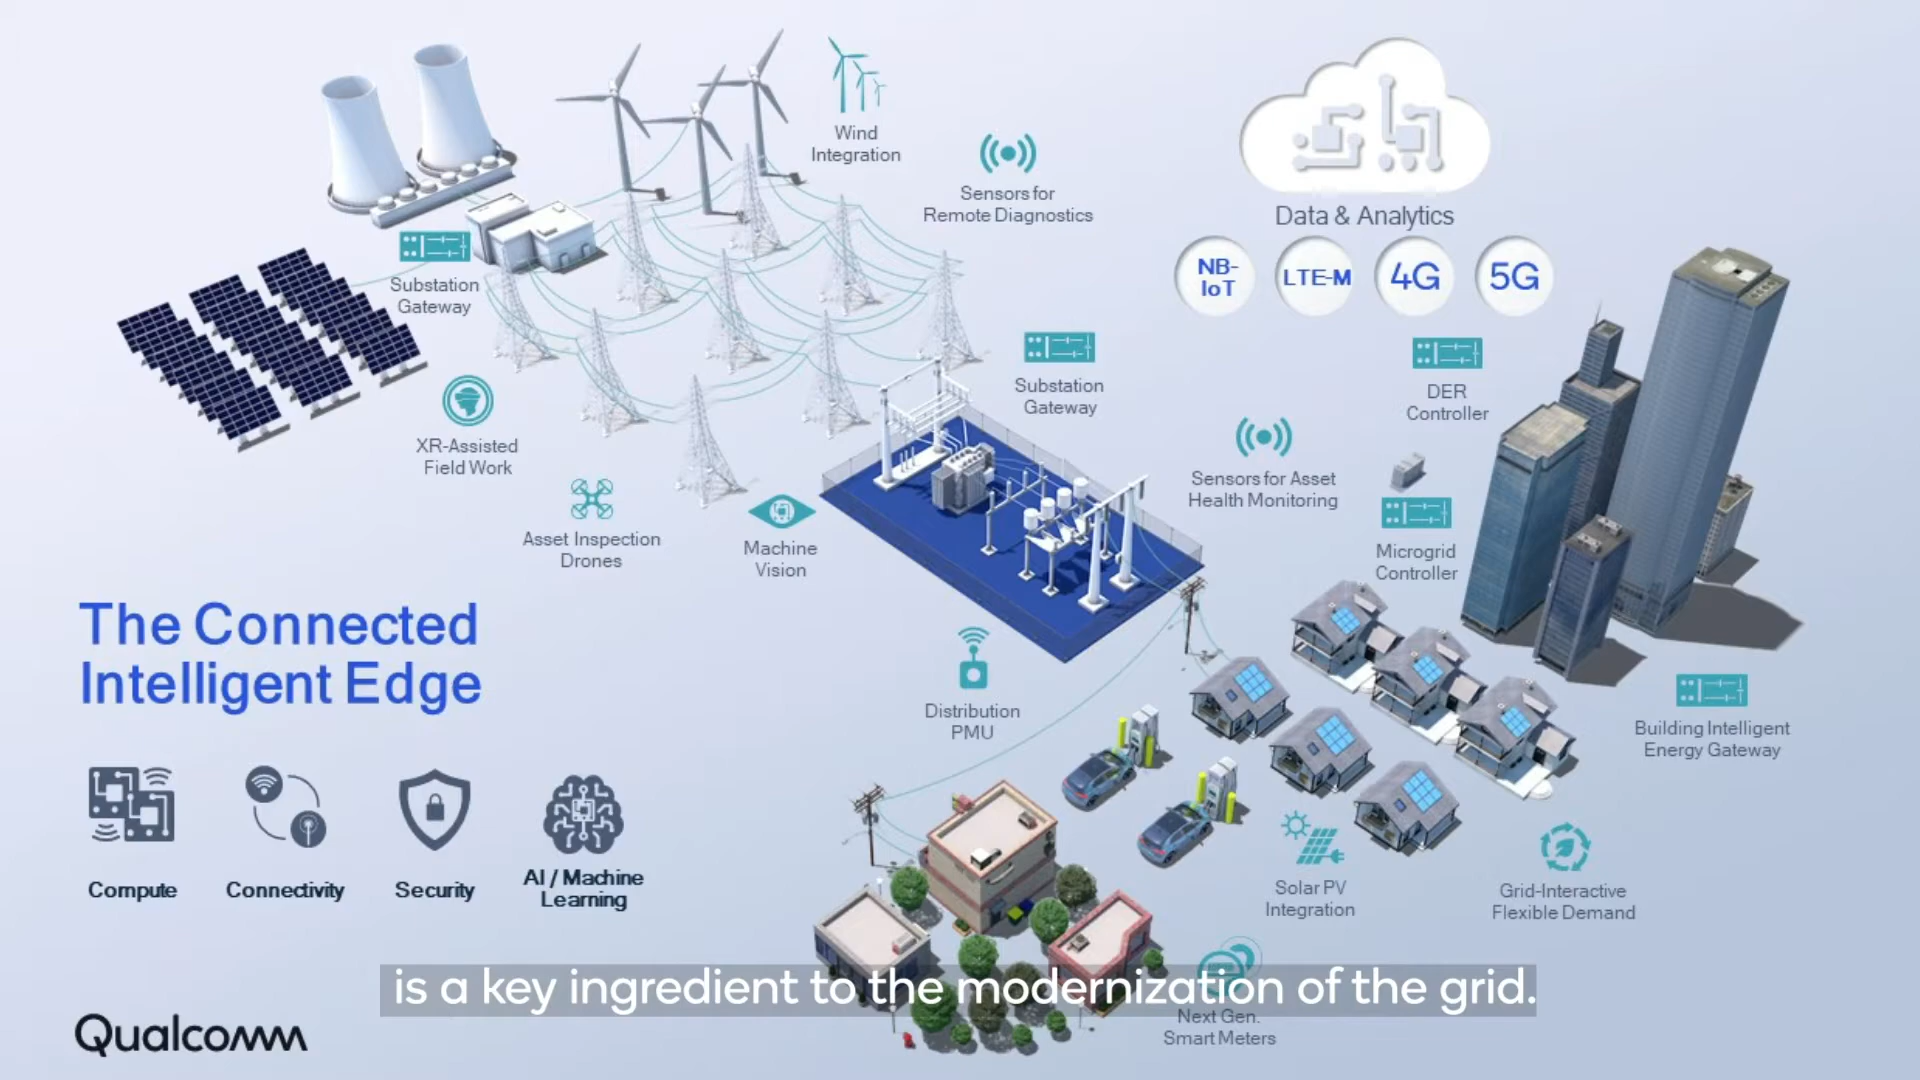 Wind
Integration
Sensors for
Remote Diagnostics
Data & Analytics
NB-
IoT
LTE-M
4G
5G
Substation
Gateway
Substation
Gateway
DER
Controller
XR-Assisted
Field Work
Sensors for Asset
Health Monitoring
Asset Inspection
Drones
Machine
Vision
Microgrid
Controller
The Connected
Intelligent Edge
Distribution
PMU
Building Intelligent
Energy Gateway
Compute
Connectivity
Security
AI / Machine
Learning
Solar PV
Integration
Grid-Interactive
Flexible Demand
is a key ingredient to the modernization of the grid.
Next Gen.
Smart Meters
Qualcomm